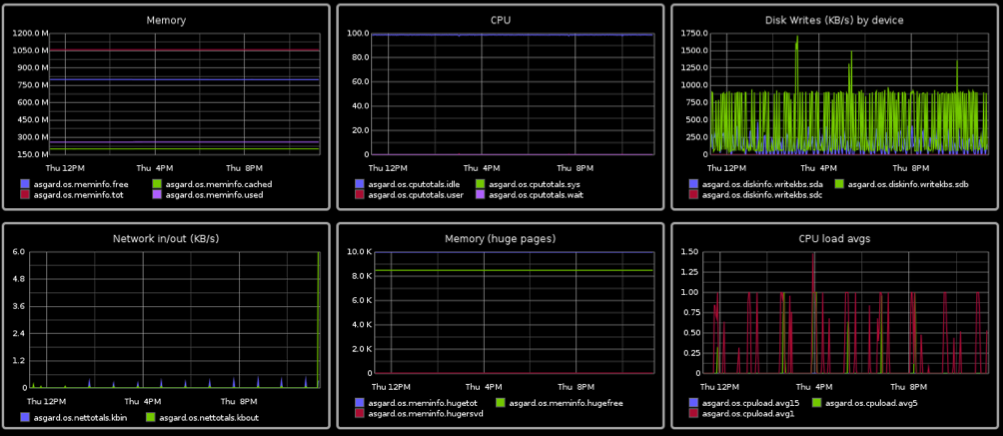 Memory
1200.0 M
1050.0 M
900.0 M
750.0 M
600.0 M
450.0 M
300.0 M
150.0 M
Thu 12PM Thu 4PM Thu 8PM
asgard.os.meminfo.free asgard.os.meminfo.cached
asgard.os.meminfo.tot asgard.os.meminfo.used
CPU
100.0
80.0
60.0
40.0
20.0
0
Thu 12PM Thu 4PM Thu 8PM
asgard.os.cputotals.idle asgard.os.cputotals.sys
asgard.os.cputotals.user asgard.os.cputotals.wait
Disk Writes (KB/s) by device
1750.0
1500.0
1250.0
1000.0
750.0
500.0
250.0
0
Thu 12PM Thu 4PM Thu 8PM
asgard.os.diskinfo.writekbs.sda asgard.os.diskinfo.writekbs.sdb
asgard.os.diskinfo.writekbs.sdc
Network in/out (KB/s)
6.0
4.8
3.6
2.4
1.2
0
Thu 12PM Thu 4PM Thu 8PM
asgard.os.nettotals.kbin asgard.os.nettotals.kbout
Memory (huge pages)
10.0 K
8.0 K
6.0 K
4.0 K
2.0 K
0
Thu 12PM Thu 4PM Thu 8PM
asgard.os.meminfo.hugetot asgard.os.meminfo.hugefree
asgard.os.meminfo.hugersvd
CPU load avgs
1.50
1.25
1.00
0.75
0.50
0.25
0
Thu 12PM Thu 4PM Thu 8PM
asgard.os.cpuload.avg15 asgard.os.cpuload.avg5
asgard.os.cpuload.avg1